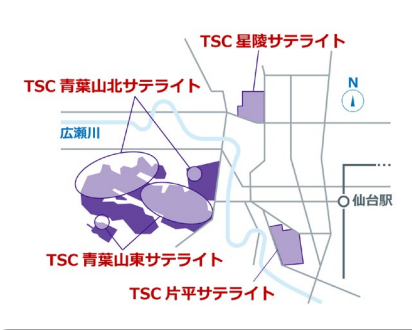 TSC 星陵サテライト
TSC 青葉山北サテライト
N
広瀬川
仙台駅
TSC 青葉山東サテライト
TSC 片平サテライト